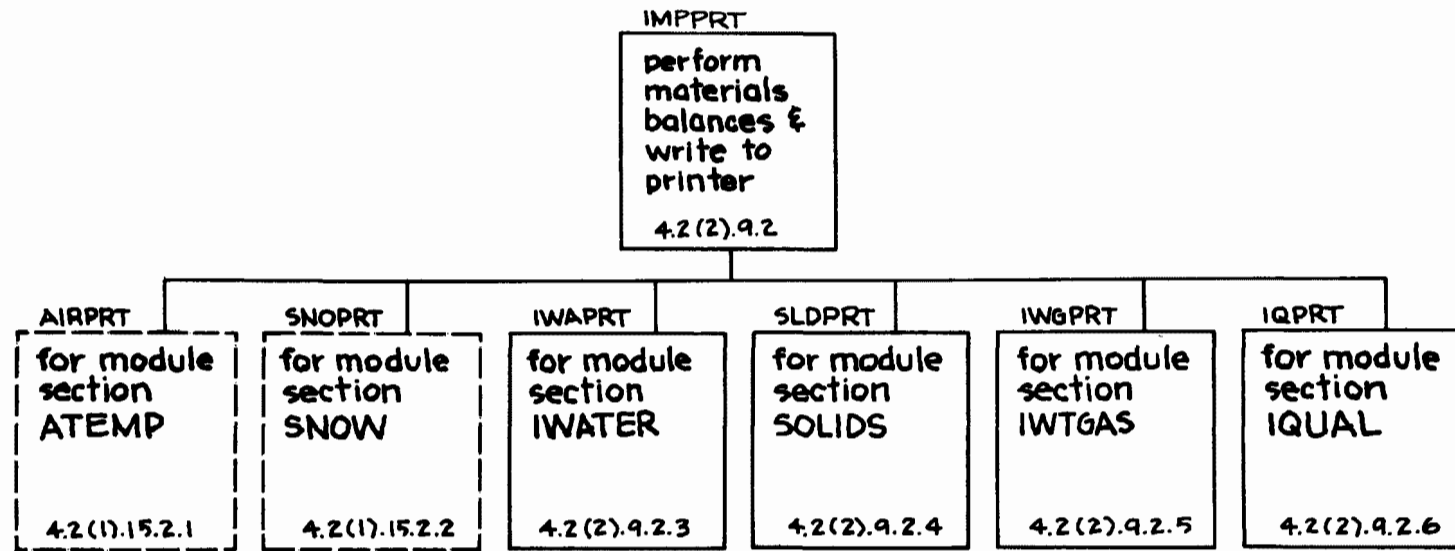 IMPPRT
perform
materials
balances &
write to
printer
4.2(2).9.2
AIRPRT
for module
section
ATEMP
4.2(1).15.2.1
SNOPRT
for module
section
SNOW
4.2(1).15.2.2
IWAPRT
for module
section
IWATER
4.2(2).9.2.3
SLDPRT
for module
section
SOLIDS
4.2(2).9.2.4
IWGPRT
for module
section
IWTGAS
4.2(2).9.2.5
IQPRT
for module
section
IQUAL
4.2(2).9.2.6